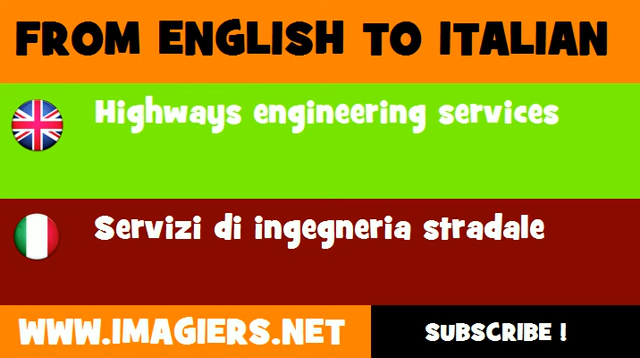 FROM ENGLISH TO ITALIAN
Highways engineering services
Servizi di ingegneria stradale
WWW.IMAGIERS.NET
SUBSCRIBE !